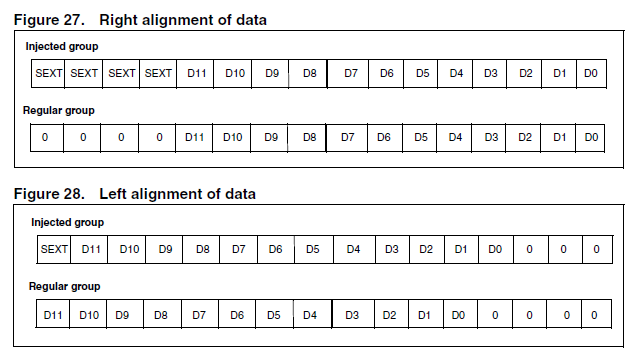 Figure 27. Right alignment of data
Injected group
SEXT SEXT SEXT SEXT D11 D10 D9 D8 D7 D6 D5 D4 D3 D2 D1 D0
Regular group
0 0 0 0 D11 D10 D9 D8 D7 D6 D5 D4 D3 D2 D1 D0
Figure 28. Left alignment of data
Injected group
SEXT D11 D10 D9 D8 D7 D6 D5 D4 D3 D2 D1 D0 0 0 0
Regular group
D11 D10 D9 D8 D7 D6 D5 D4 D3 D2 D1 D0 0 0 0 0